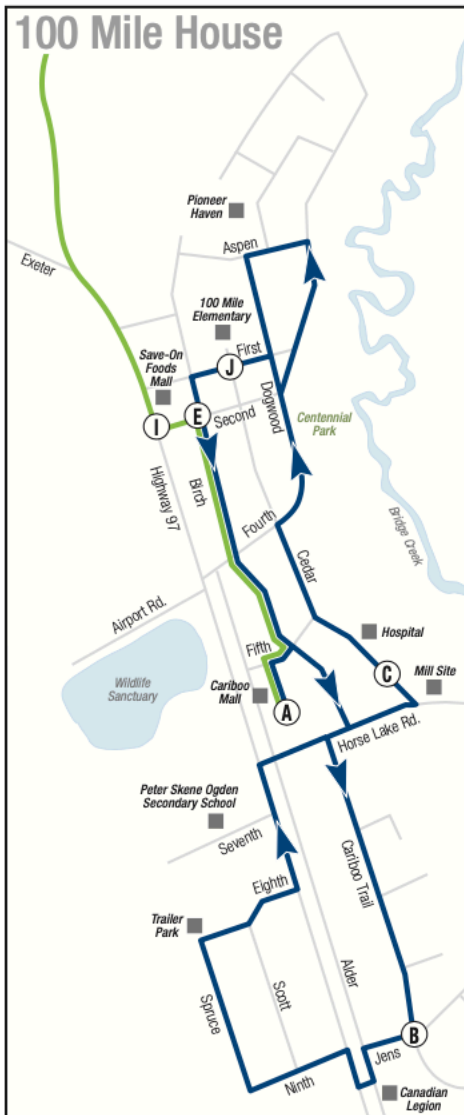 100 Mile House
Pioneer
Haven
Aspen
Exeter
100 Mile
Elementary
First
J
Save-On
Foods
Mall
Dogwood
I
E
Second
Centennial
Park
Highway 97
Birch
Fourth
Bridge Creek
Cedar
Airport Rd.
Hospital
Fifth
Wildlife
Sanctuary
Cariboo
Mall
C
Mill Site
A
Horse Lake Rd.
Peter Skene Ogden
Secondary School
Seventh
Cariboo Trail
Eighth
Trailer
Park
Scott
Alder
Spruce
B
Jens
Ninth
Canadian
Legion